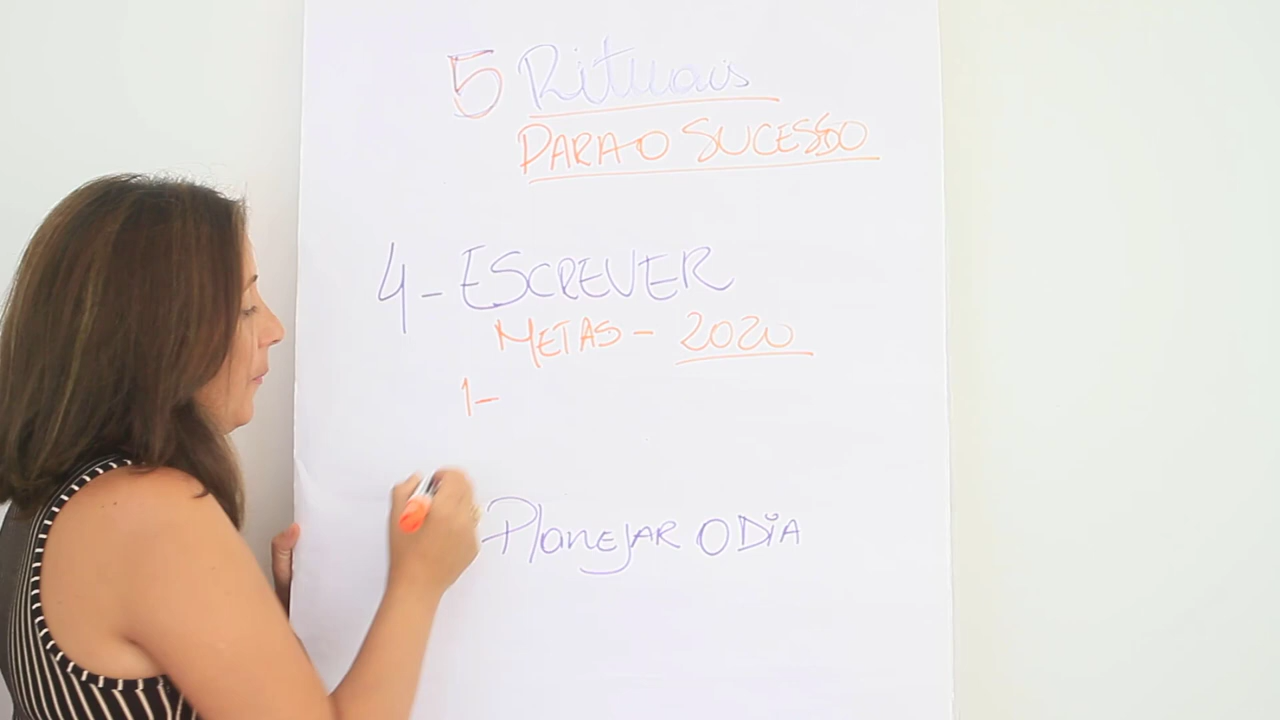 5 Rituais
PARA O SUCESSO
4- ESCREVER
METAS - 2020
1-
Planejar O DiA